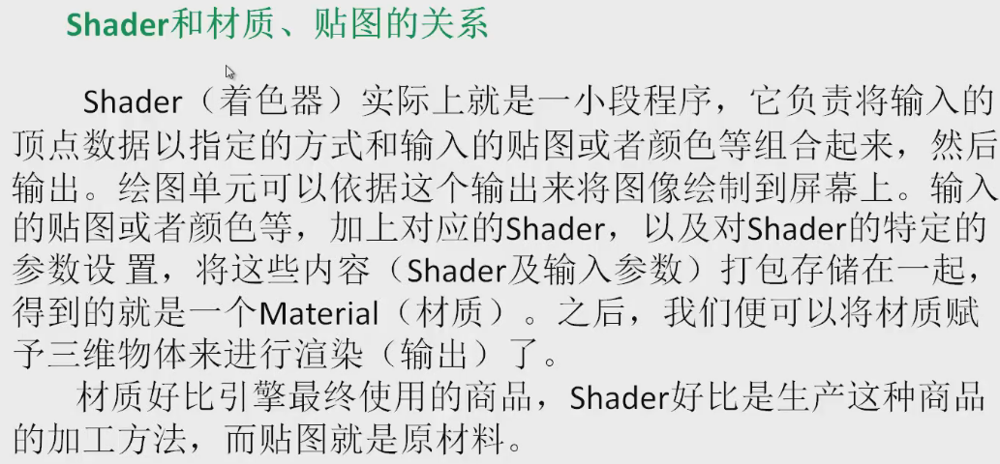 Shader和材质、贴图的关系
Shader（着色器）实际上就是一小段程序，它负责将输入的
顶点数据以指定的方式和输入的贴图或者颜色等组合起来，然后
输出。绘图单元可以依据这个输出来将图像绘制到屏幕上。输入
的贴图或者颜色等，加上对应的Shader，以及对Shader的特定的
参数设 置，将这些内容（Shader及输入参数）打包存储在一起，
得到的就是一个Material（材质）。之后，我们便可以将材质赋
予三维物体来进行渲染（输出）了。
材质好比引擎最终使用的商品，Shader好比是生产这种商品
的加工方法，而贴图就是原材料。